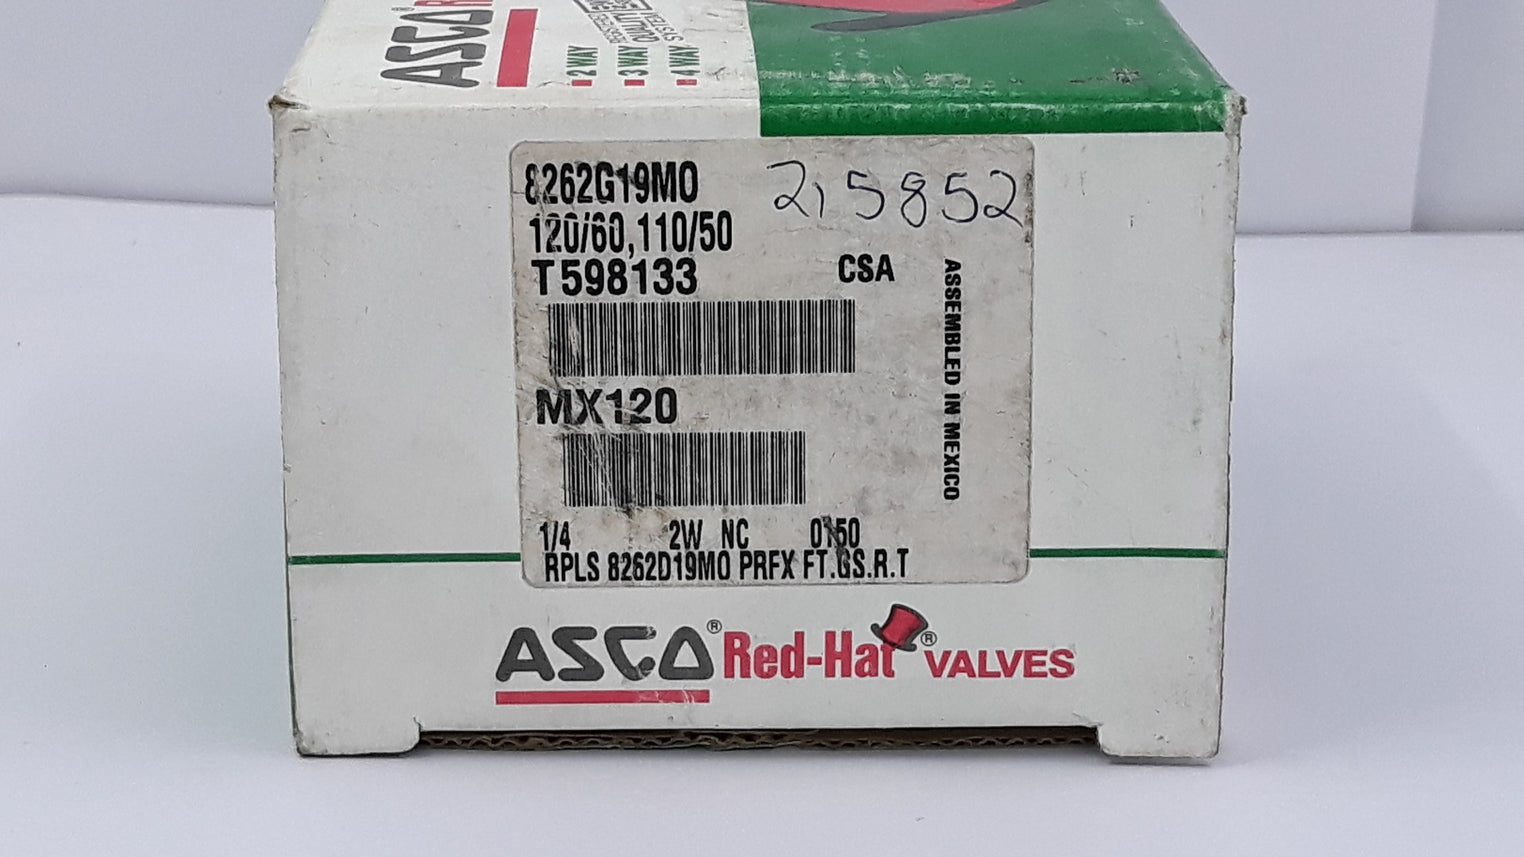 ASCO® R
2 WAY
3 WAY
4 WAY
8262G19MO
215852
120/60,110/50
T598133
CSA
ASSEMBLED IN MEXICO
MX120
1/4 2W NC 0150
RPLS 8262D19MO PRFX FT.GS.R.T
ASCO® Red-Hat® VALVES